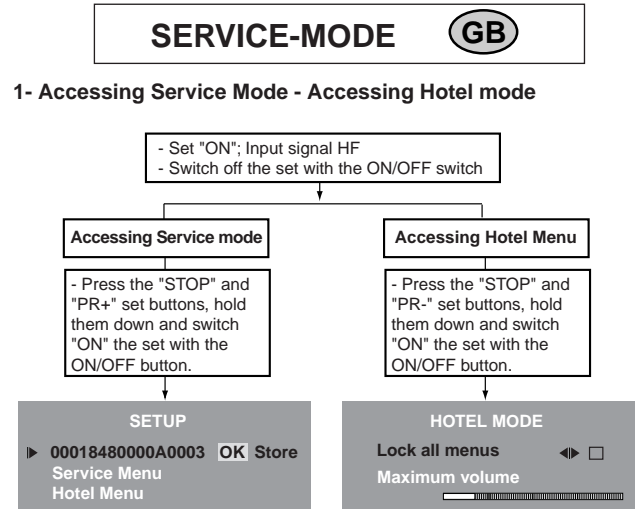 SERVICE-MODE GB
1- Accessing Service Mode - Accessing Hotel mode
- Set "ON"; Input signal HF
- Switch off the set with the ON/OFF switch
Accessing Service mode
- Press the "STOP" and
"PR+" set buttons, hold
them down and switch
"ON" the set with the
ON/OFF button.
SETUP
00018480000A0003 OK Store
Service Menu
Hotel Menu
Accessing Hotel Menu
- Press the "STOP" and
"PR-" set buttons, hold
them down and switch
"ON" the set with the
ON/OFF button.
HOTEL MODE
Lock all menus
Maximum volume